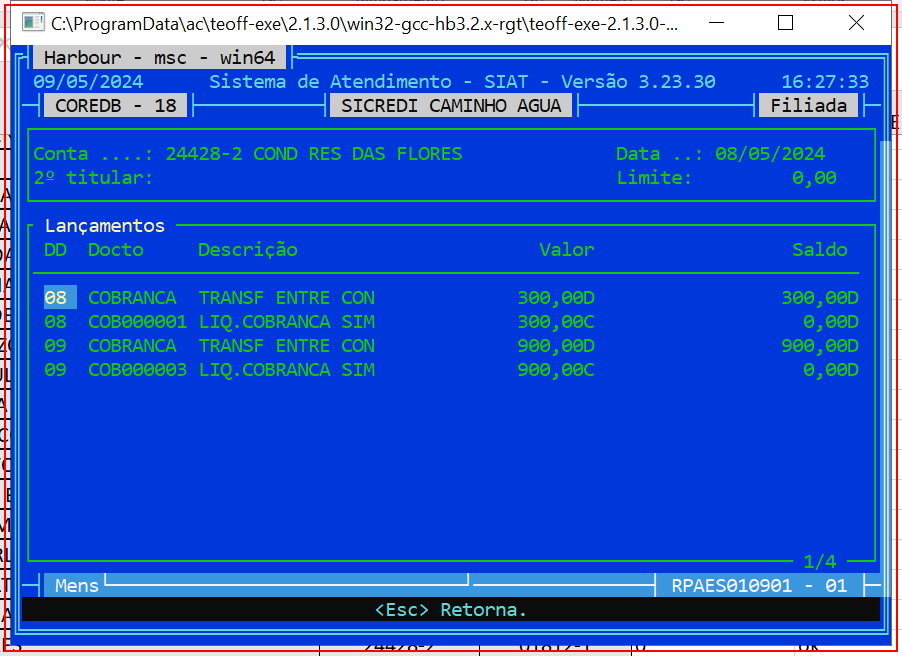 C:\ProgramData\ac\teoff-exe\2.1.3.0\win32-gcc-hb3.2.x-rgt\teoff-exe-2.1.3.0-...
Harbour - msc - win64
09/05/2024 Sistema de Atendimento - SIAT - Versão 3.23.30 16:27:33
COREDB - 18 SICREDI CAMINHO AGUA Filiada
Conta ....: 24428-2 COND RES DAS FLORES Data ..: 08/05/2024
2º titular: Limite: 0,00
Lançamentos
DD Docto Descrição Valor Saldo
08 COBRANCA TRANSF ENTRE CON 300,00D 300,00D
08 COB000001 LIQ.COBRANCA SIM 300,00C 0,00D
09 COBRANCA TRANSF ENTRE CON 900,00D 900,00D
09 COB000003 LIQ.COBRANCA SIM 900,00C 0,00D
1/4
Mens RPAES010901 - 01
<Esc> Retorna.